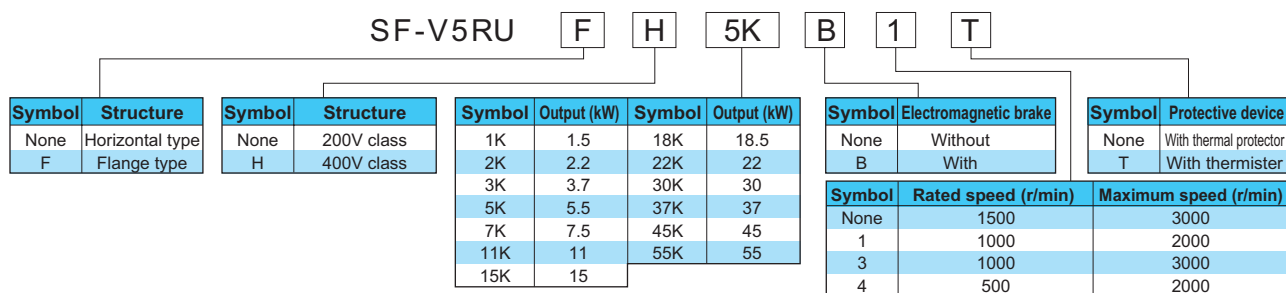 SF-V5RU F H 5K B 1 T
Symbol Structure
None Horizontal type
F Flange type
Symbol Structure
None 200V class
H 400V class
Symbol Output (kW) Symbol Output (kW)
1K 1.5 18K 18.5
2K 2.2 22K 22
3K 3.7 30K 30
5K 5.5 37K 37
7K 7.5 45K 45
11K 11 55K 55
15K 15
Symbol Electromagnetic brake
None Without
B With
Symbol Protective device
None With thermal protector
T With thermister
Symbol Rated speed (r/min) Maximum speed (r/min)
None 1500 3000
1 1000 2000
3 1000 3000
4 500 2000